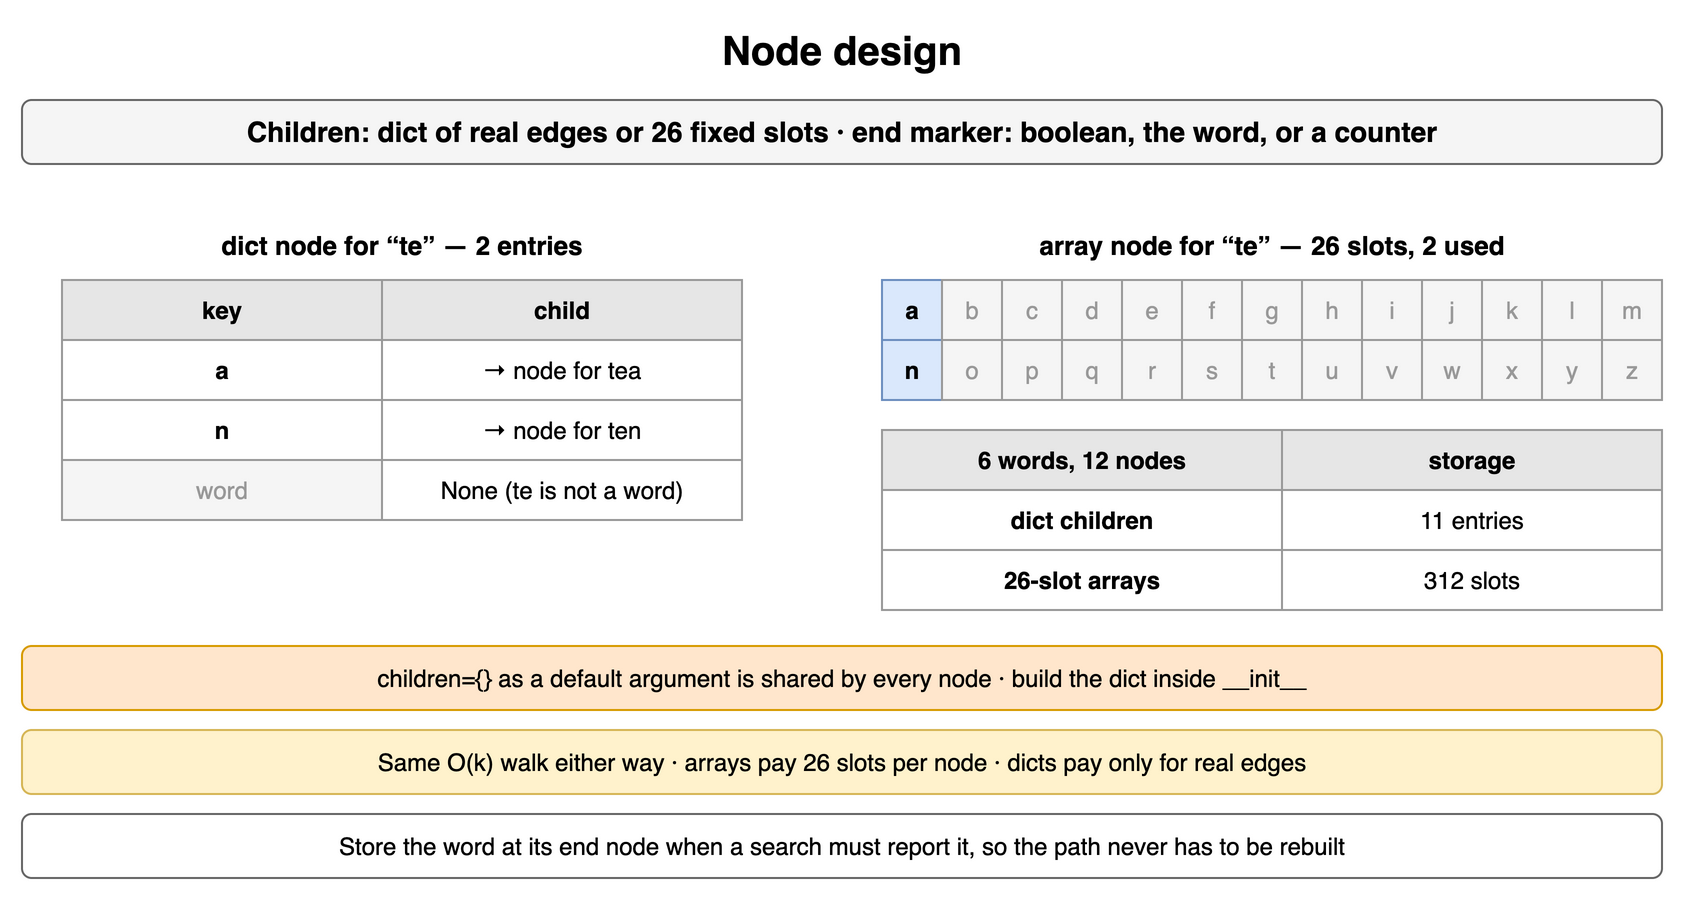 Node design
Children: dict of real edges or 26 fixed slots · end marker: boolean, the word, or a counter
dict node for “te” — 2 entries
key child
a → node for tea
n → node for ten
word None (te is not a word)
array node for “te” — 26 slots, 2 used
a b c d e f g h i j k l m
n o p q r s t u v w x y z
6 words, 12 nodes storage
dict children 11 entries
26-slot arrays 312 slots
children={} as a default argument is shared by every node · build the dict inside __init__
Same O(k) walk either way · arrays pay 26 slots per node · dicts pay only for real edges
Store the word at its end node when a search must report it, so the path never has to be rebuilt